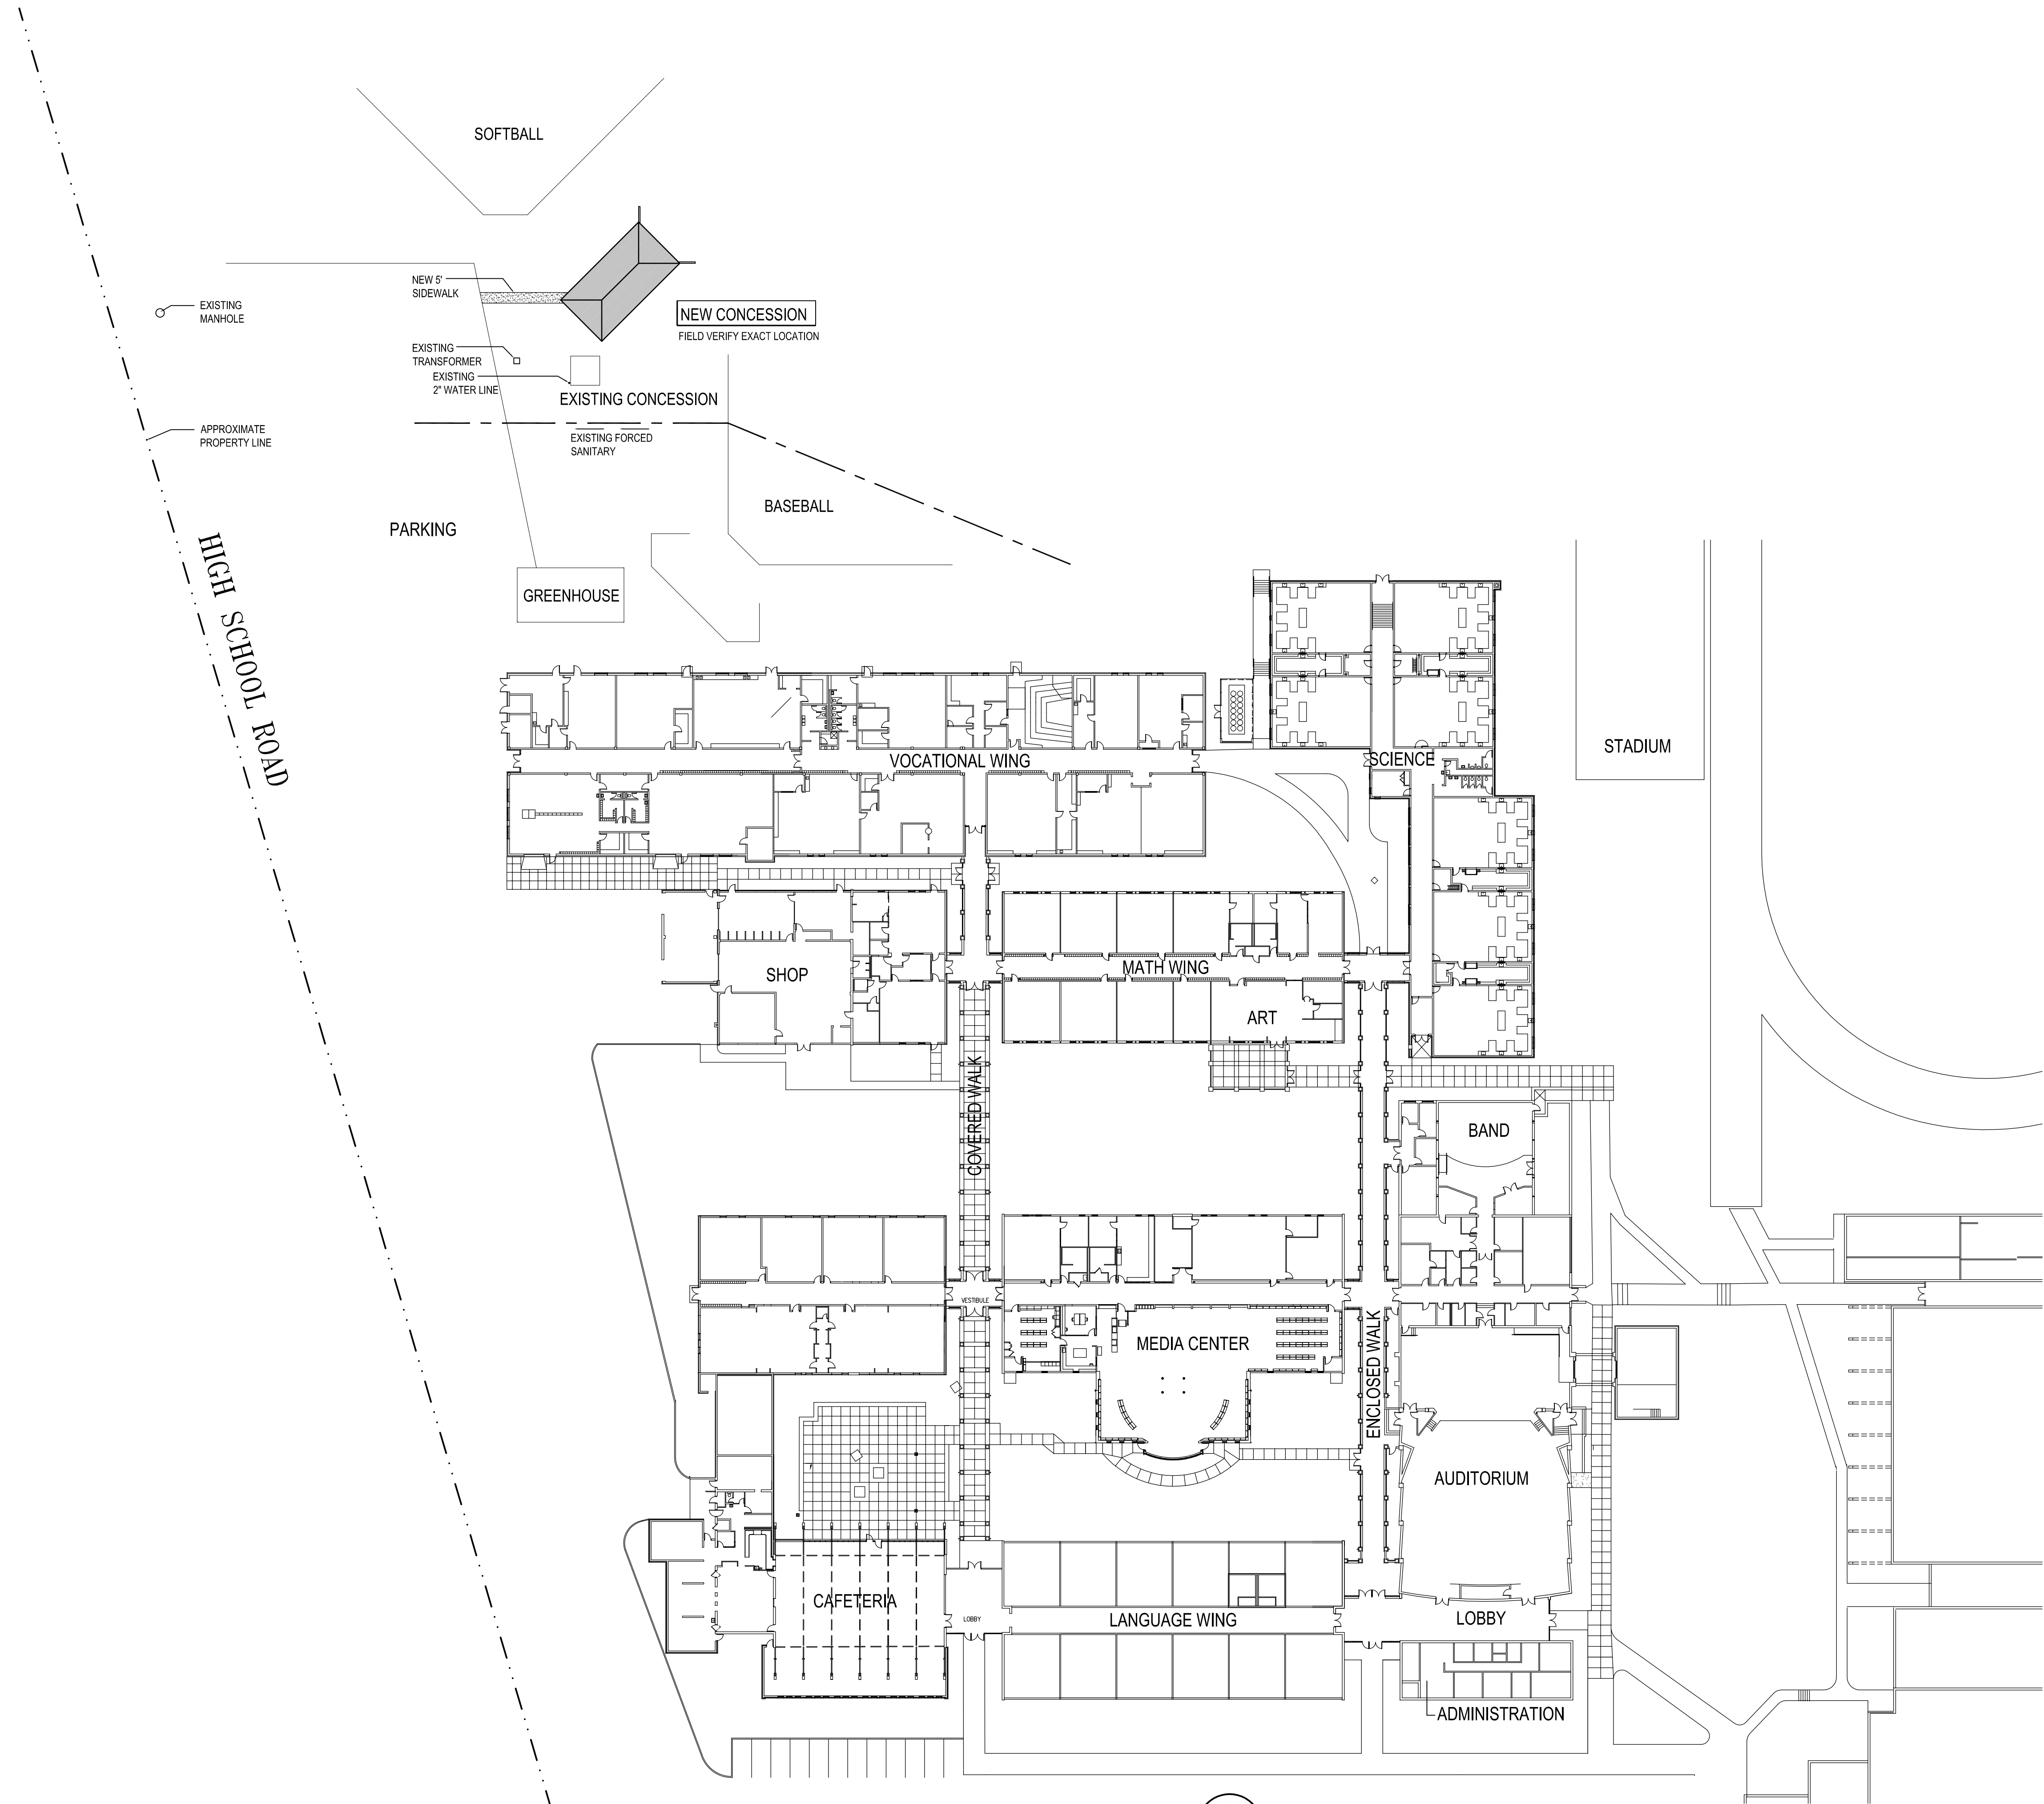 SOFTBALL
NEW 5'
SIDEWALK
EXISTING
MANHOLE
NEW CONCESSION
FIELD VERIFY EXACT LOCATION
EXISTING
TRANSFORMER
EXISTING
2" WATER LINE
EXISTING CONCESSION
APPROXIMATE
PROPERTY LINE
EXISTING FORCED
SANITARY
BASEBALL
PARKING
HIGH SCHOOL ROAD
GREENHOUSE
STADIUM
VOCATIONAL WING
SCIENCE
MATH WING
SHOP
ART
COVERED WALK
BAND
VESTIBULE
MEDIA CENTER
ENCLOSED WALK
AUDITORIUM
CAFETERIA
LOBBY
LANGUAGE WING
LOBBY
ADMINISTRATION